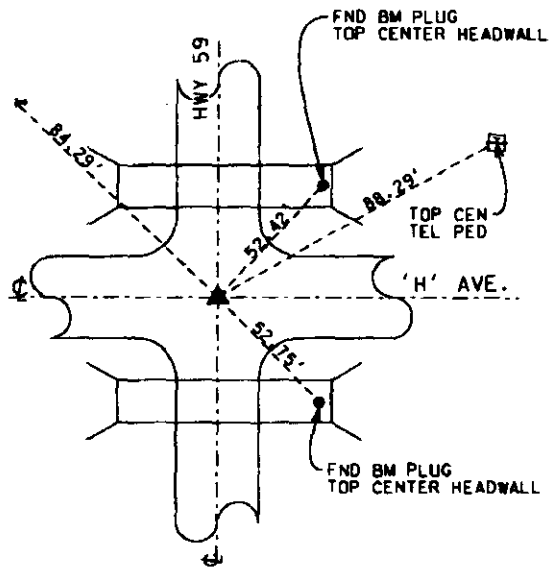 FND BM PLUG
TOP CENTER HEADWALL
HWY 59
84.29'
88.29'
52.42'
TOP CEN
TEL PED
℄
'H' AVE.
52.75'
FND BM PLUG
TOP CENTER HEADWALL
℄